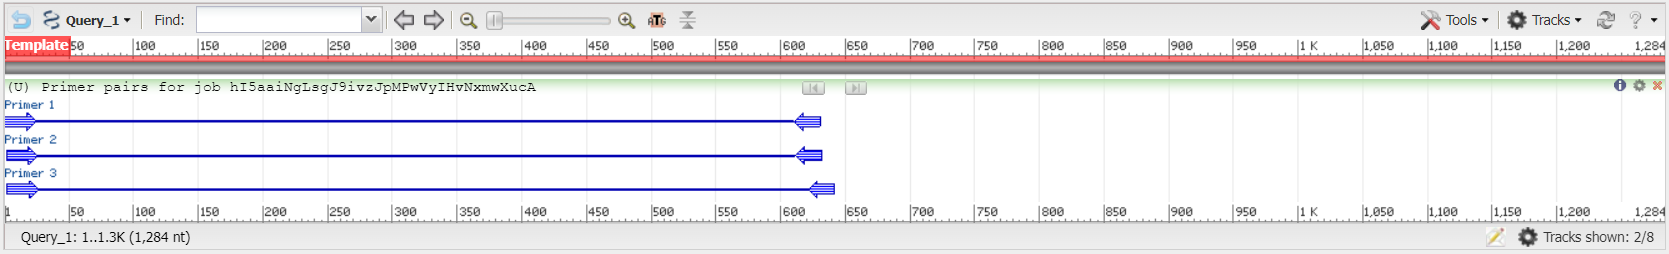 Query_1 Find: ATG Tools Tracks ?
Template 50 100 150 200 250 300 350 400 450 500 550 600 650 700 750 800 850 900 950 1 K 1,050 1,100 1,150 1,200 1,284
(U) Primer pairs for job hI5aaiNgLsgJ9ivzJpMPwVyIHvNxmwXucA
Primer 1
Primer 2
Primer 3
1 50 100 150 200 250 300 350 400 450 500 550 600 650 700 750 800 850 900 950 1 K 1,050 1,100 1,150 1,200 1,284
Query_1: 1..1.3K (1,284 nt) Tracks shown: 2/8